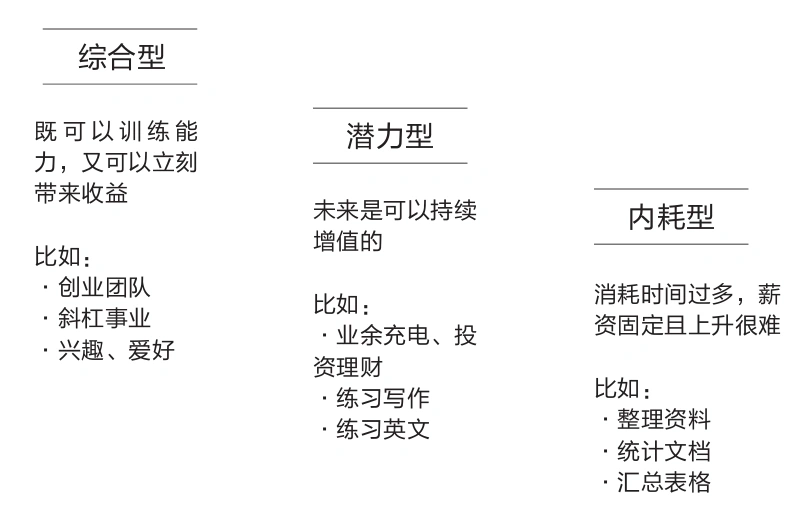 综合型
既可以训练能
力，又可以立刻
带来收益
比如：
·创业团队
·斜杠事业
·兴趣、爱好
潜力型
未来是可以持续
增值的
比如：
·业余充电、投
资理财
·练习写作
·练习英文
内耗型
消耗时间过多，薪
资固定且上升很难
比如：
·整理资料
·统计文档
·汇总表格